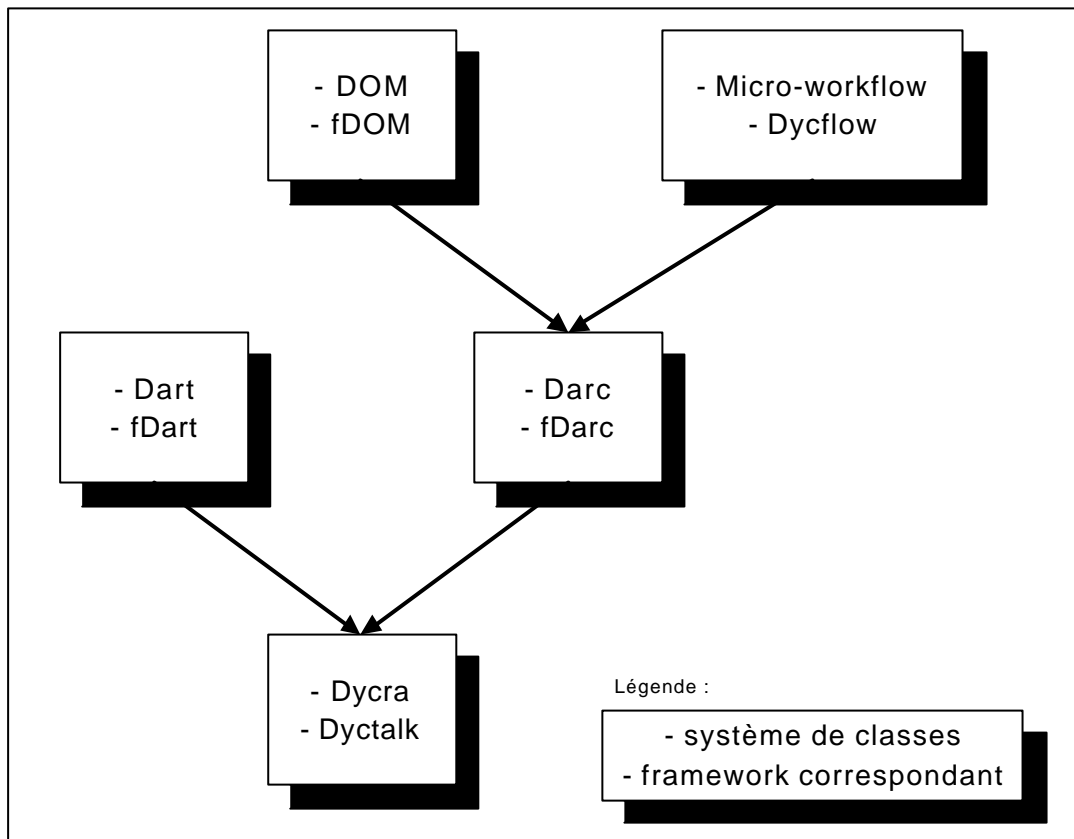 - DOM
- fDOM
- Micro-workflow
- Dycflow
- Dart
- fDart
- Darc
- fDarc
- Dycra
- Dyctalk
Légende :
- système de classes
- framework correspondant